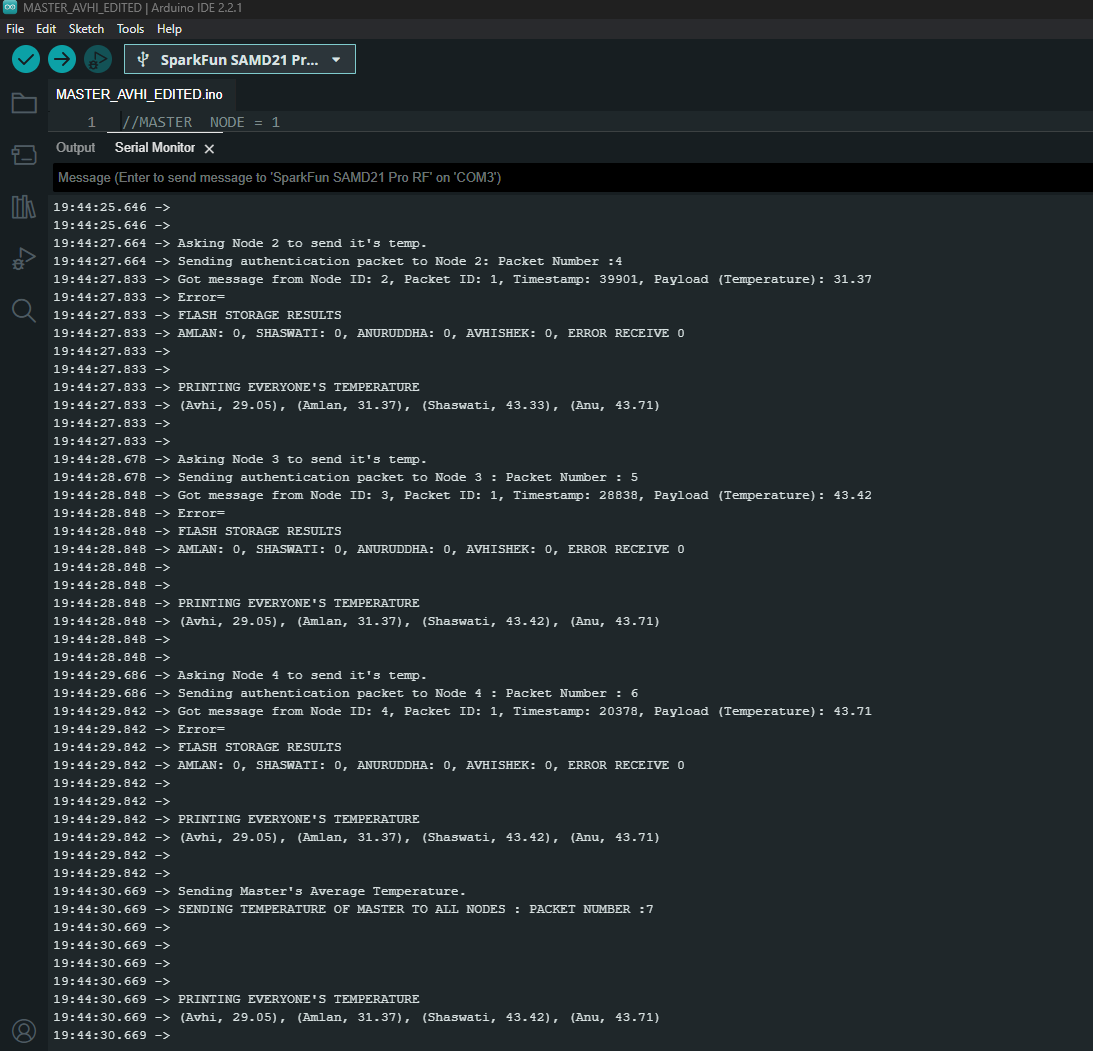 MASTER_AVHI_EDITED | Arduino IDE 2.2.1
File Edit Sketch Tools Help
SparkFun SAMD21 Pr...
MASTER_AVHI_EDITED.ino
1 //MASTER NODE = 1
Output Serial Monitor
Message (Enter to send message to 'SparkFun SAMD21 Pro RF' on 'COM3')
19:44:25.646 ->
19:44:25.646 ->
19:44:27.664 -> Asking Node 2 to send it's temp.
19:44:27.664 -> Sending authentication packet to Node 2: Packet Number :4
19:44:27.833 -> Got message from Node ID: 2, Packet ID: 1, Timestamp: 39901, Payload (Temperature): 31.37
19:44:27.833 -> Error=
19:44:27.833 -> FLASH STORAGE RESULTS
19:44:27.833 -> AMLAN: 0, SHASWATI: 0, ANURUDDHA: 0, AVHISHEK: 0, ERROR RECEIVE 0
19:44:27.833 ->
19:44:27.833 ->
19:44:27.833 -> PRINTING EVERYONE'S TEMPERATURE
19:44:27.833 -> (Avhi, 29.05), (Amlan, 31.37), (Shaswati, 43.33), (Anu, 43.71)
19:44:27.833 ->
19:44:27.833 ->
19:44:28.678 -> Asking Node 3 to send it's temp.
19:44:28.678 -> Sending authentication packet to Node 3 : Packet Number : 5
19:44:28.848 -> Got message from Node ID: 3, Packet ID: 1, Timestamp: 28838, Payload (Temperature): 43.42
19:44:28.848 -> Error=
19:44:28.848 -> FLASH STORAGE RESULTS
19:44:28.848 -> AMLAN: 0, SHASWATI: 0, ANURUDDHA: 0, AVHISHEK: 0, ERROR RECEIVE 0
19:44:28.848 ->
19:44:28.848 ->
19:44:28.848 -> PRINTING EVERYONE'S TEMPERATURE
19:44:28.848 -> (Avhi, 29.05), (Amlan, 31.37), (Shaswati, 43.42), (Anu, 43.71)
19:44:28.848 ->
19:44:28.848 ->
19:44:29.686 -> Asking Node 4 to send it's temp.
19:44:29.686 -> Sending authentication packet to Node 4 : Packet Number : 6
19:44:29.842 -> Got message from Node ID: 4, Packet ID: 1, Timestamp: 20378, Payload (Temperature): 43.71
19:44:29.842 -> Error=
19:44:29.842 -> FLASH STORAGE RESULTS
19:44:29.842 -> AMLAN: 0, SHASWATI: 0, ANURUDDHA: 0, AVHISHEK: 0, ERROR RECEIVE 0
19:44:29.842 ->
19:44:29.842 ->
19:44:29.842 -> PRINTING EVERYONE'S TEMPERATURE
19:44:29.842 -> (Avhi, 29.05), (Amlan, 31.37), (Shaswati, 43.42), (Anu, 43.71)
19:44:29.842 ->
19:44:29.842 ->
19:44:30.669 -> Sending Master's Average Temperature.
19:44:30.669 -> SENDING TEMPERATURE OF MASTER TO ALL NODES : PACKET NUMBER :7
19:44:30.669 ->
19:44:30.669 ->
19:44:30.669 ->
19:44:30.669 ->
19:44:30.669 -> PRINTING EVERYONE'S TEMPERATURE
19:44:30.669 -> (Avhi, 29.05), (Amlan, 31.37), (Shaswati, 43.42), (Anu, 43.71)
19:44:30.669 ->